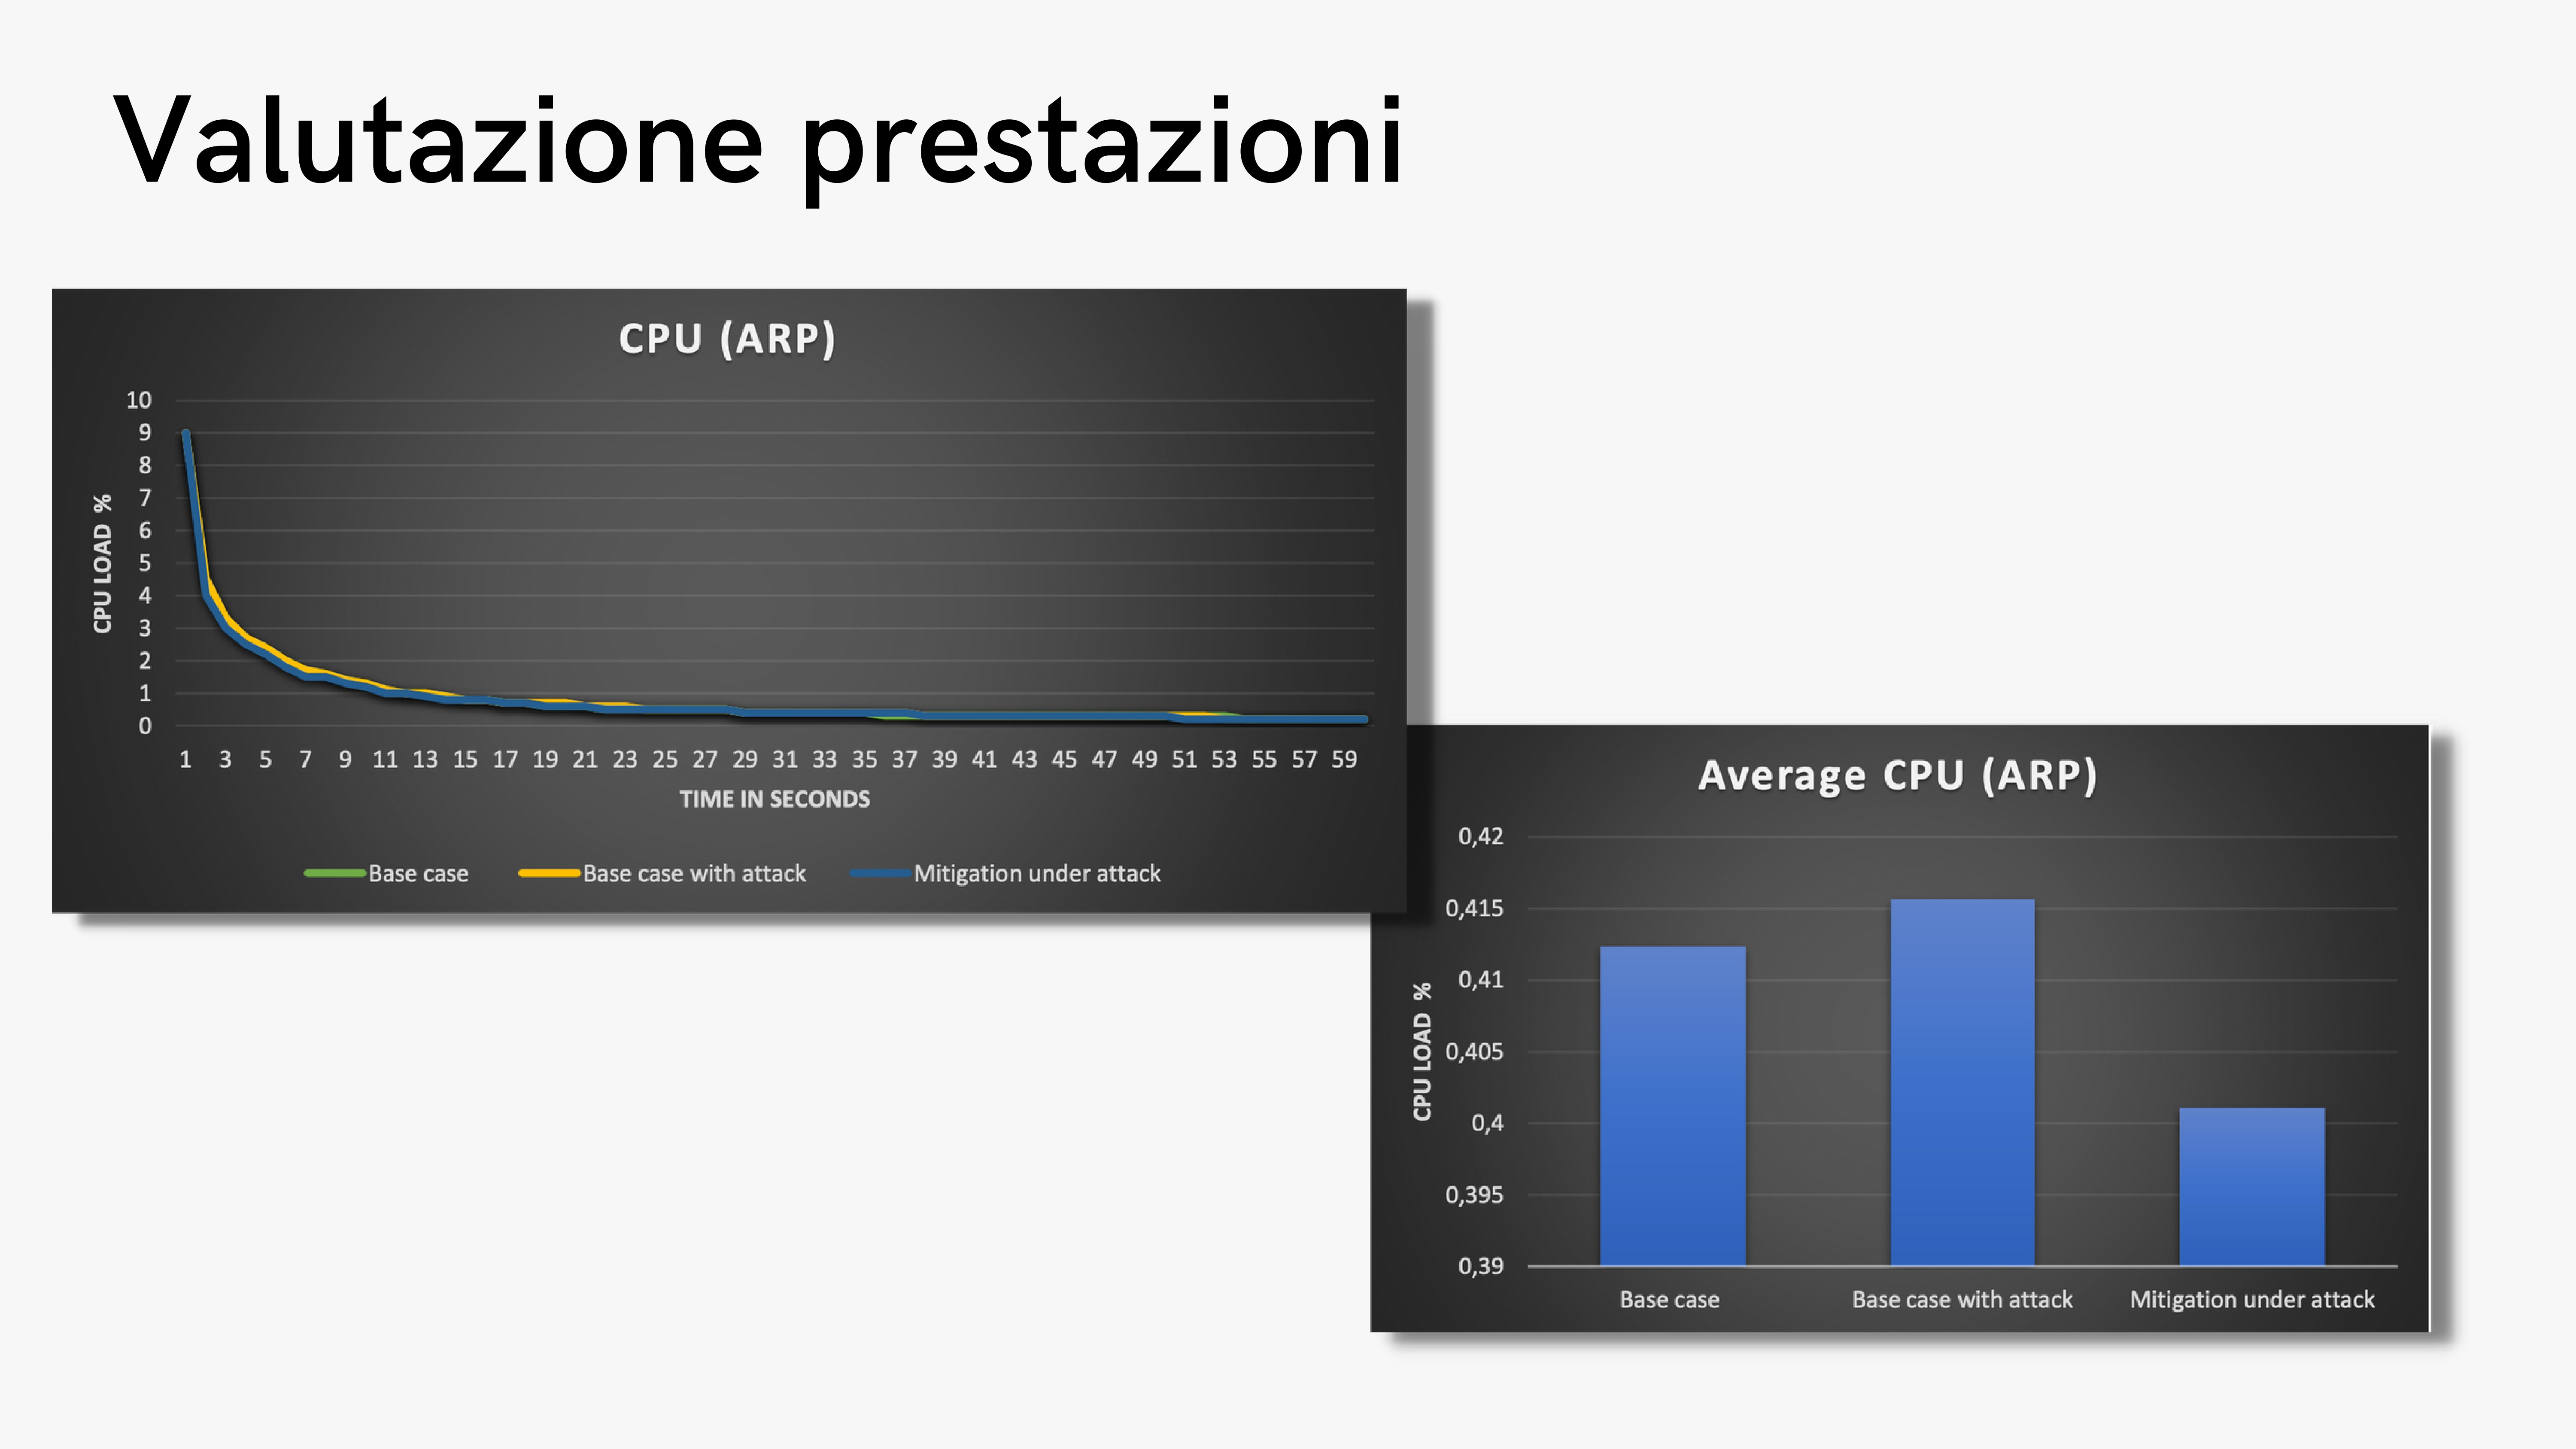 Valutazione prestazioni
CPU (ARP)
CPU LOAD %
10
9
8
7
6
5
4
3
2
1
0
1 3 5 7 9 11 13 15 17 19 21 23 25 27 29 31 33 35 37 39 41 43 45 47 49 51 53 55 57 59
TIME IN SECONDS
Base case Base case with attack Mitigation under attack
Average CPU (ARP)
CPU LOAD %
0,42
0,415
0,41
0,405
0,4
0,395
0,39
Base case Base case with attack Mitigation under attack